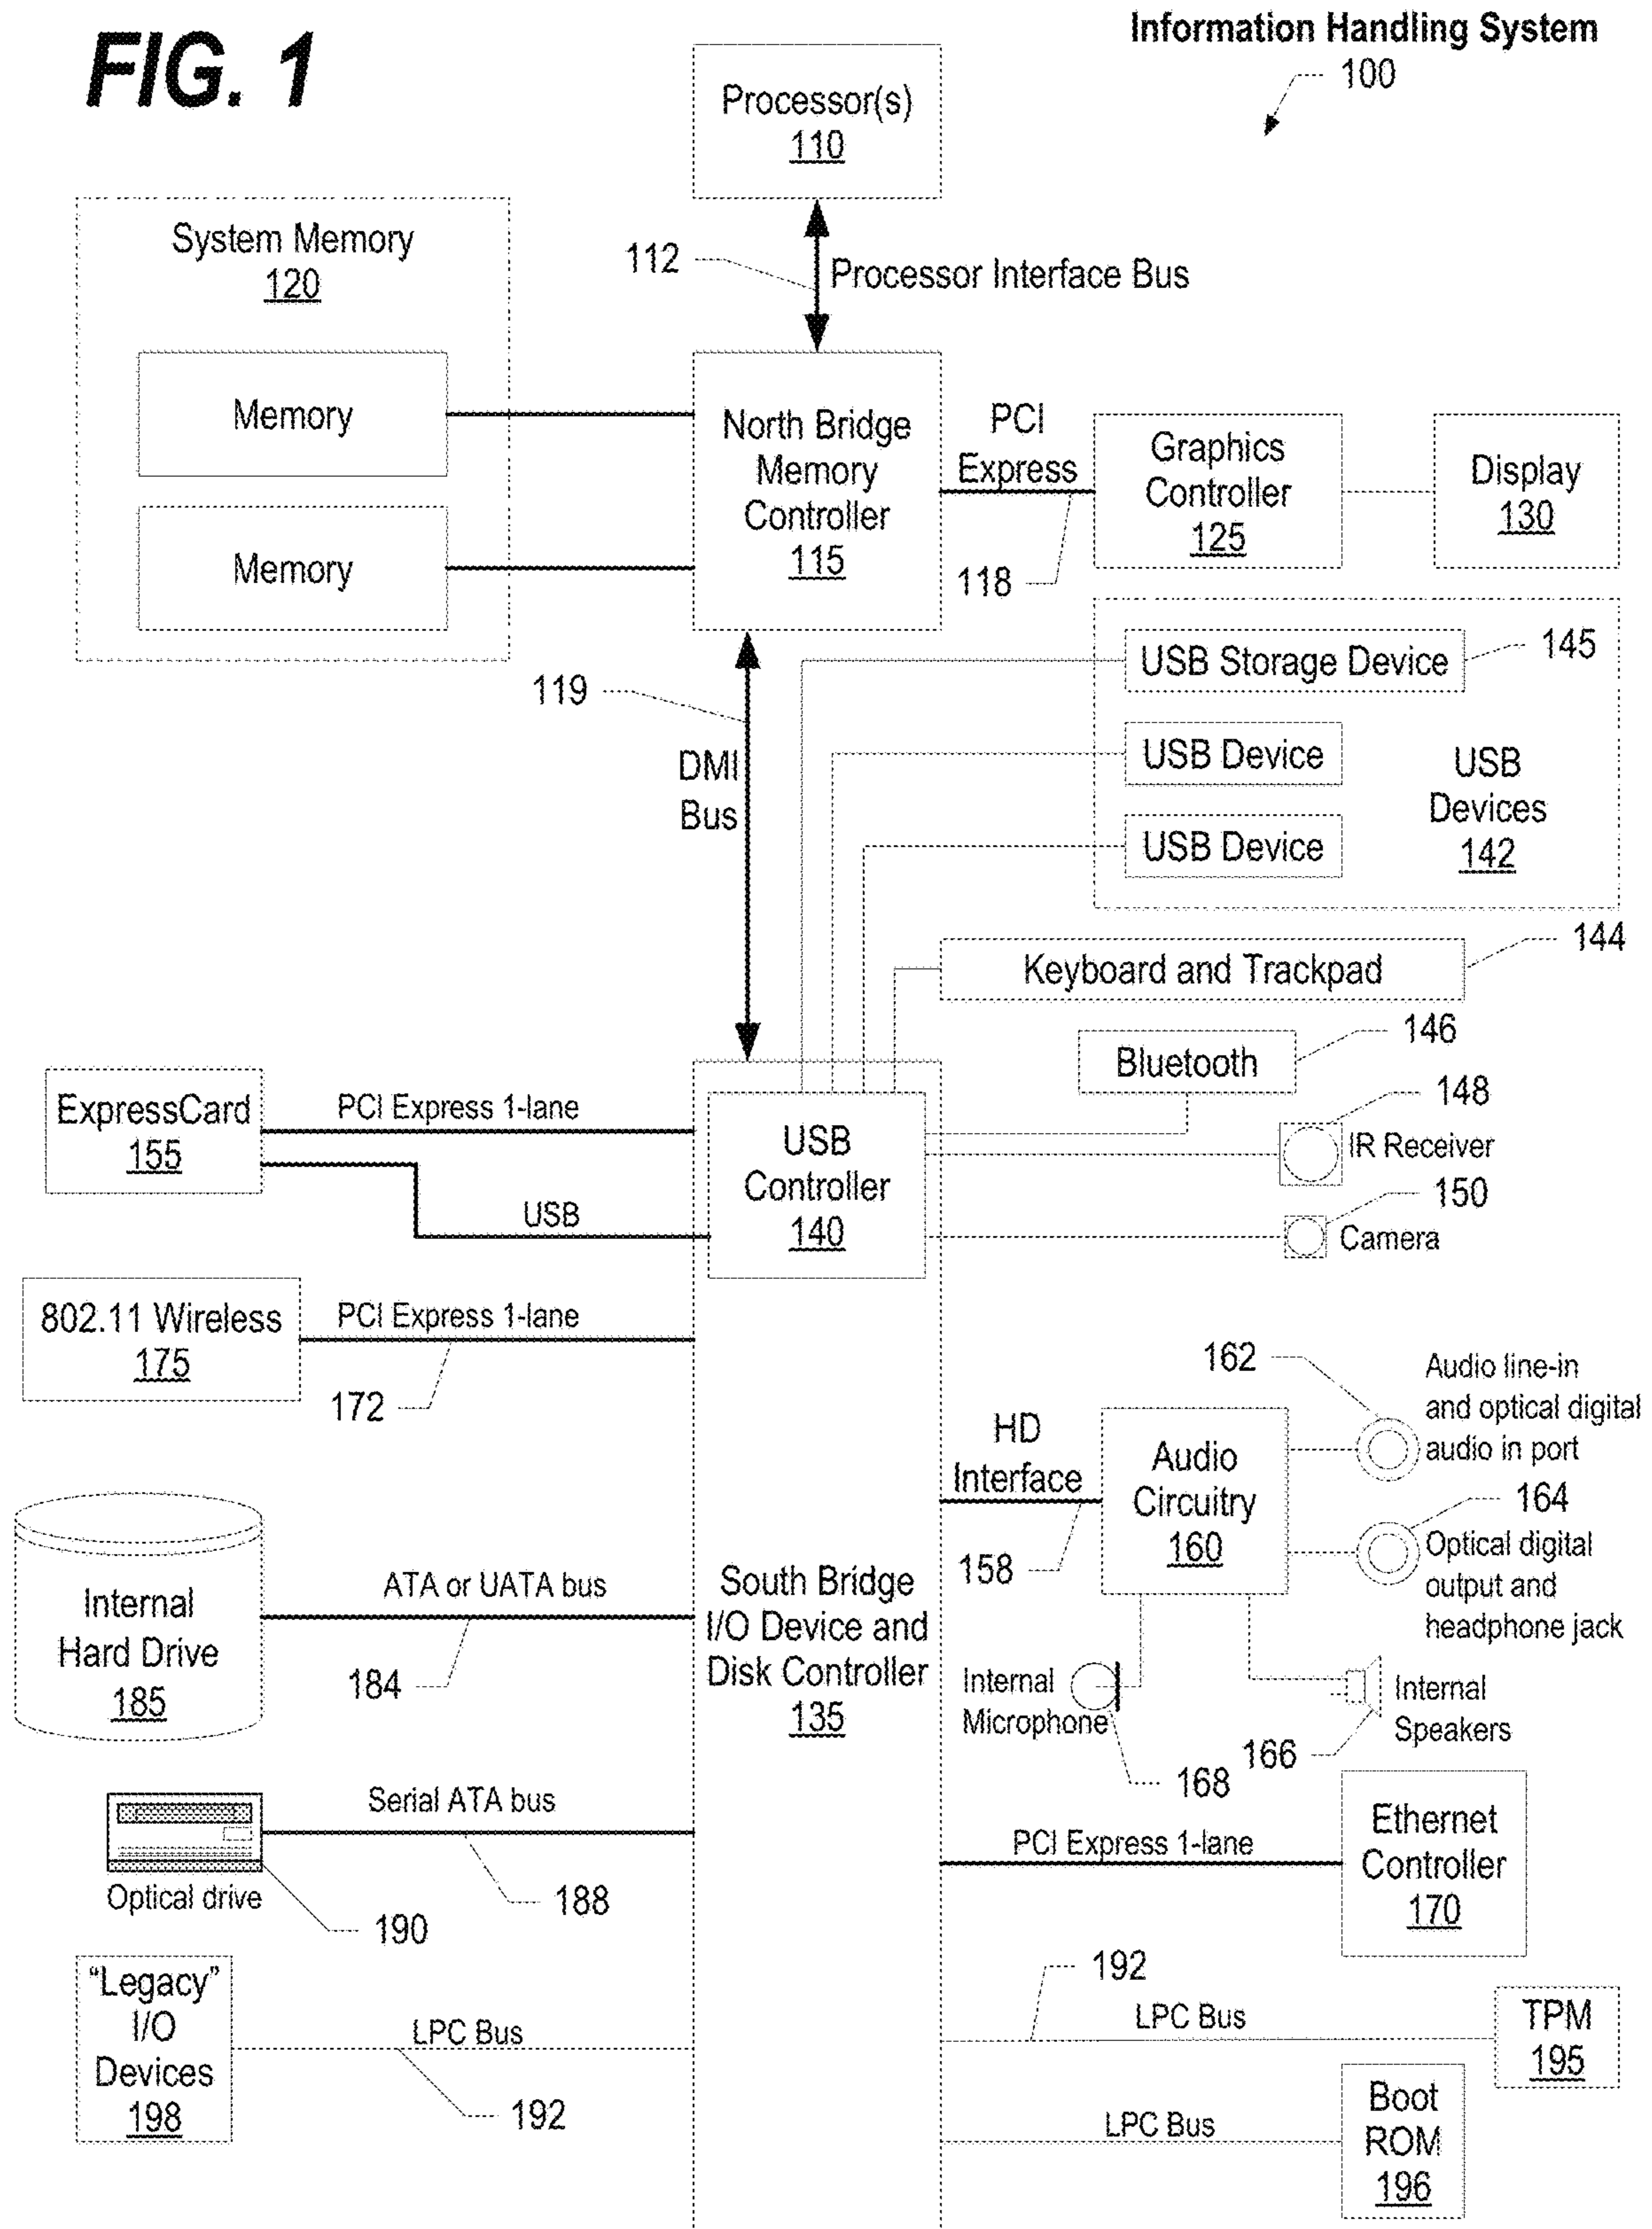 FIG. 1
Information Handling System
100
Processor(s)
110
System Memory
120
112
Processor Interface Bus
Memory
Memory
North Bridge
Memory
Controller
115
PCI
Express
118
Graphics
Controller
125
Display
130
119
DMI
Bus
USB Storage Device
145
USB Device
USB Device
USB
Devices
142
Keyboard and Trackpad
144
Bluetooth
146
148
IR Receiver
150
Camera
ExpressCard
155
PCI Express 1-lane
USB
USB
Controller
140
802.11 Wireless
175
PCI Express 1-lane
172
162
Audio line-in
and optical digital
audio in port
HD
Interface
158
Audio
Circuitry
160
164
Optical digital
output and
headphone jack
Internal
Hard Drive
185
ATA or UATA bus
184
South Bridge
I/O Device and
Disk Controller
135
Internal
Microphone
168
166
Internal
Speakers
Serial ATA bus
188
Optical drive
190
PCI Express 1-lane
Ethernet
Controller
170
“Legacy”
I/O
Devices
198
LPC Bus
192
192
LPC Bus
TPM
195
LPC Bus
Boot
ROM
196